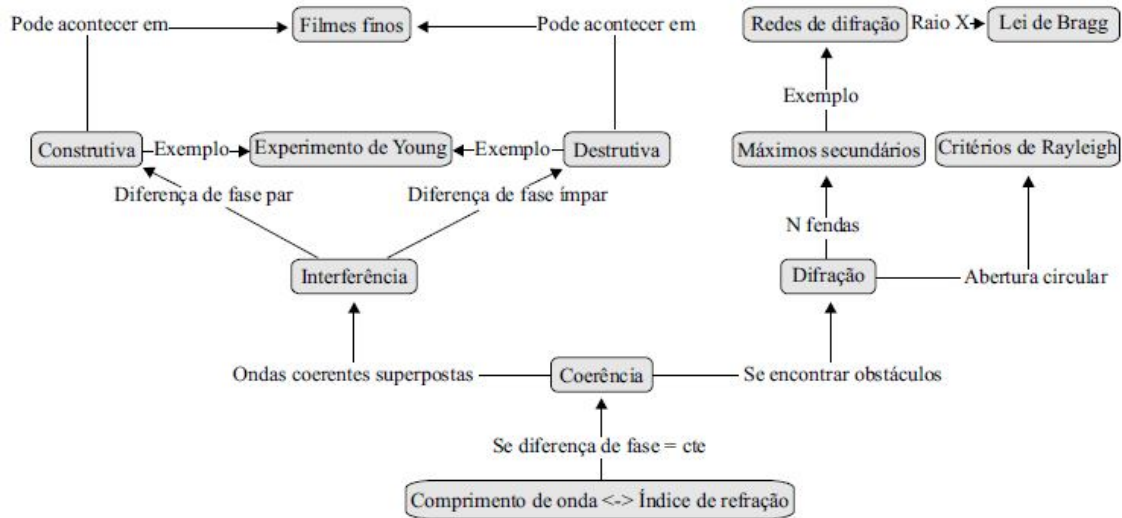 Pode acontecer em
Filmes finos
Pode acontecer em
Redes de difração
Raio X
Lei de Bragg
Exemplo
Construtiva
Exemplo
Experimento de Young
Exemplo
Destrutiva
Máximos secundários
Critérios de Rayleigh
Diferença de fase par
Diferença de fase ímpar
N fendas
Interferência
Difração
Abertura circular
Ondas coerentes superpostas
Coerência
Se encontrar obstáculos
Se diferença de fase = cte
Comprimento de onda <-> Índice de refração